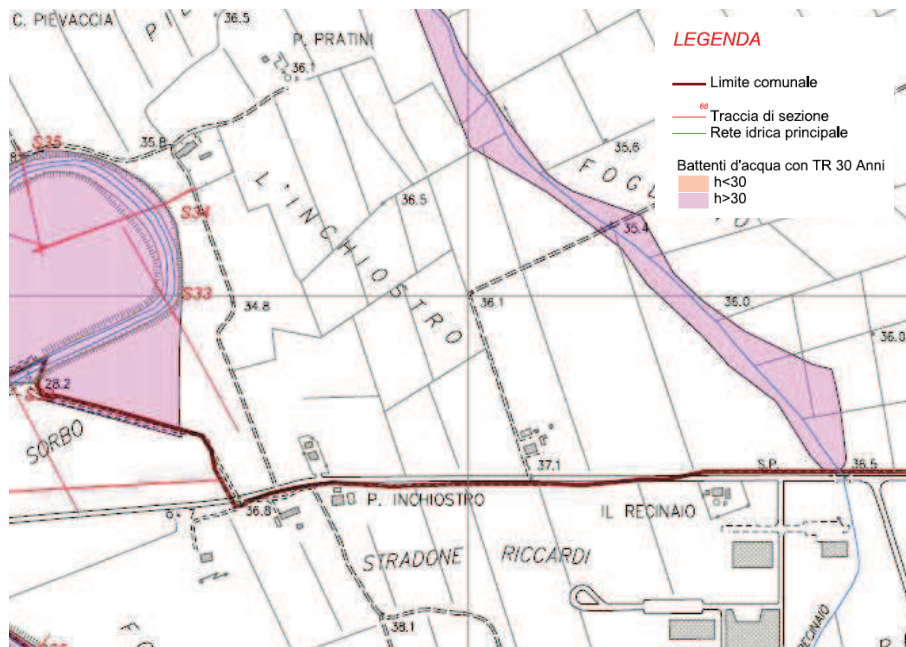 C. PIEVACCIA
36.5
P. PRATINI
36.1
LEGENDA
Limite comunale
68
Traccia di sezione
Rete idrica principale
Battenti d'acqua con TR 30 Anni
h<30
h>30
35.8
S35
S34
S33
L'INCHIOSTRO
36.5
35.6
35.4
36.1
36.0
36.0
34.8
28.2
SORBO
37.1
S.P.
36.5
36.8
P. INCHIOSTRO
IL RECINAIO
STRADONE RICCARDI
38.1
RECINAIO